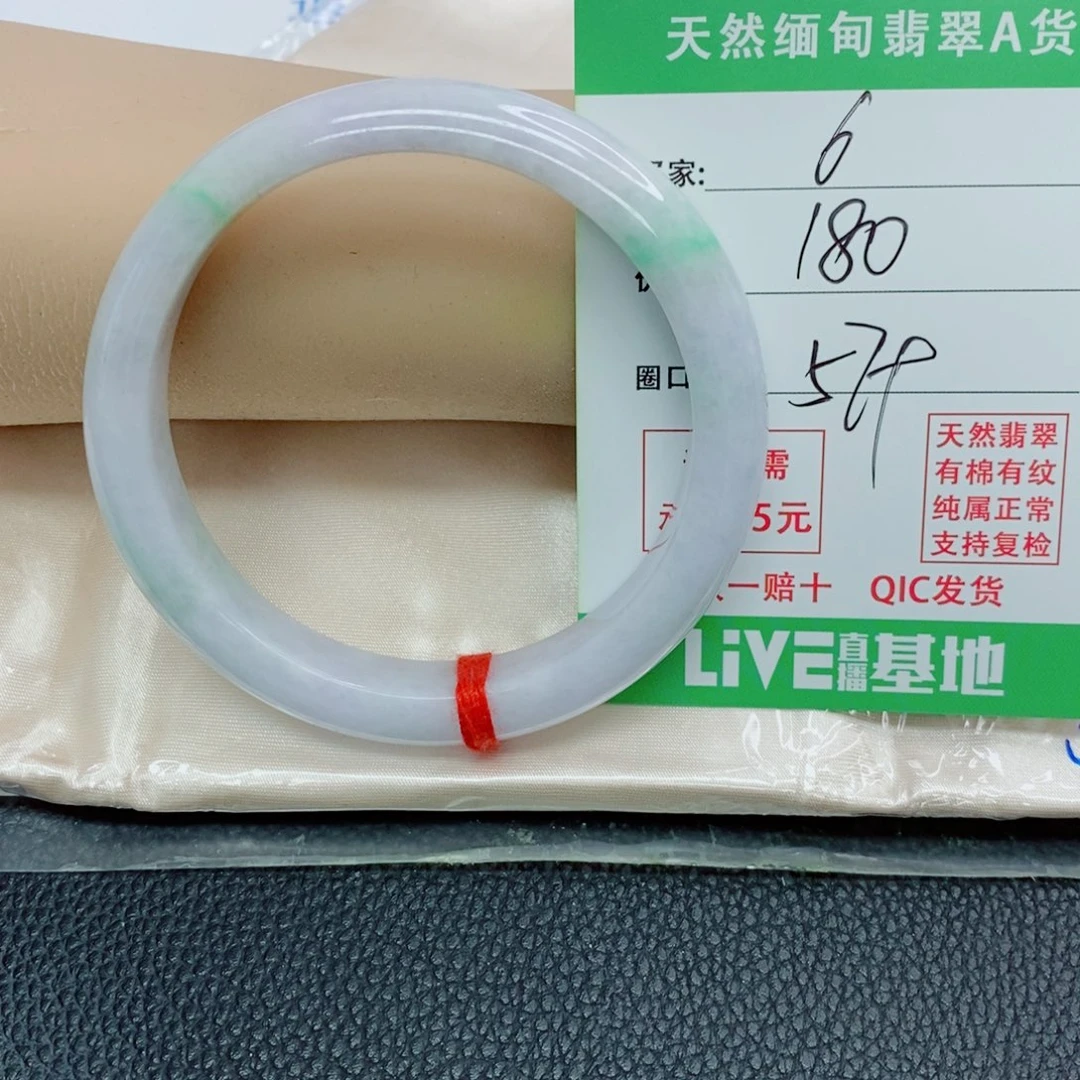 天然缅甸翡翠A货
家: 6
180
圈口 57+
需
5元
天然翡翠
有棉有纹
纯属正常
支持复检
一赔十 QIC发货
LiVE直播基地